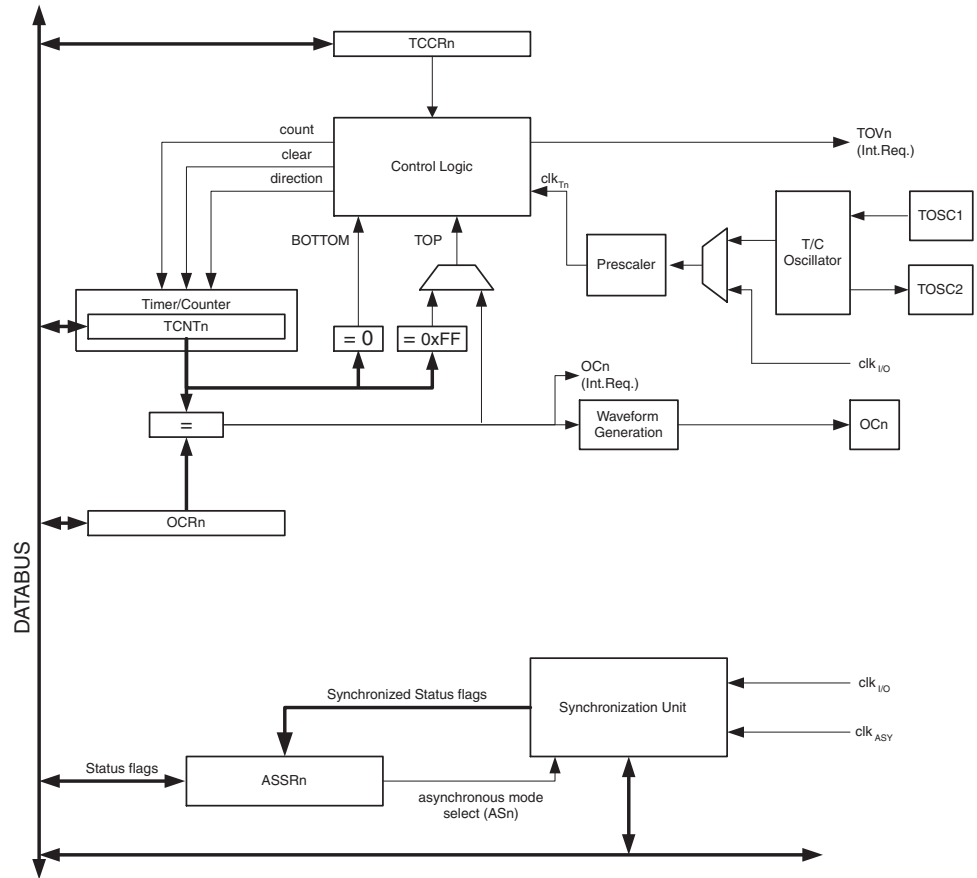 TCCRn
count
clear
direction
Control Logic
TOVn
(Int.Req.)
clkTn
TOSC1
T/C
Oscillator
Prescaler
TOSC2
BOTTOM
TOP
Timer/Counter
TCNTn
= 0
= 0xFF
clkI/O
OCn
(Int.Req.)
=
Waveform
Generation
OCn
OCRn
DATABUS
Synchronized Status flags
Synchronization Unit
clkI/O
clkASY
Status flags
ASSRn
asynchronous mode
select (ASn)